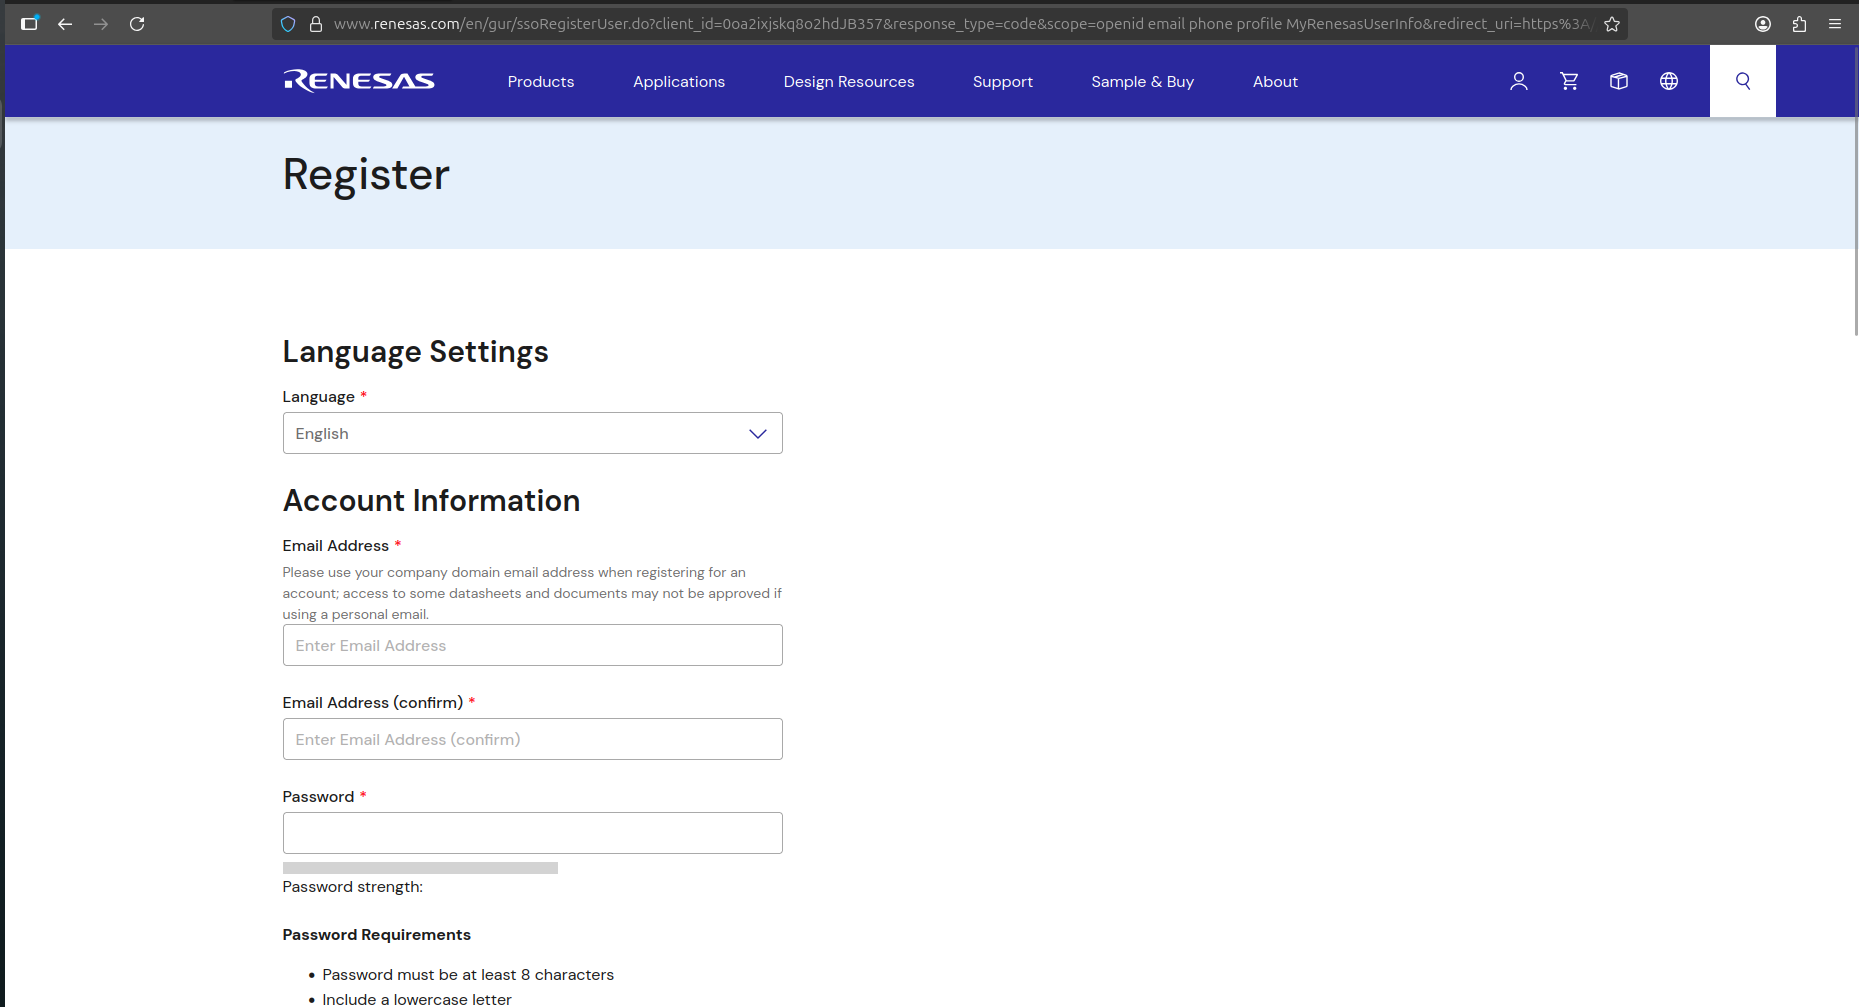 www.renesas.com/en/gur/ssoRegisterUser.do?client_id=0oa2ixjskq8o2hdJB357&response_type=code&scope=openid email phone profile MyRenesasUserInfo&redirect_uri=https%3A/
RENESAS Products Applications Design Resources Support Sample & Buy About
Register
Language Settings
Language *
English
Account Information
Email Address *
Please use your company domain email address when registering for an
account; access to some datasheets and documents may not be approved if
using a personal email.
Enter Email Address
Email Address (confirm) *
Enter Email Address (confirm)
Password *
Password strength:
Password Requirements
• Password must be at least 8 characters
• Include a lowercase letter